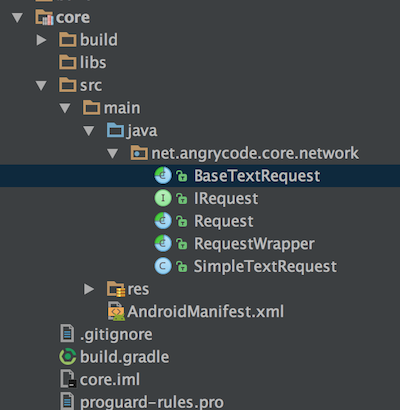 core
build
libs
src
main
java
net.angrycode.core.network
BaseTextRequest
IRequest
Request
RequestWrapper
SimpleTextRequest
res
AndroidManifest.xml
.gitignore
build.gradle
core.iml
proguard-rules.pro